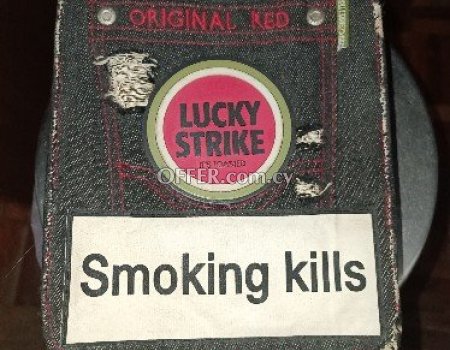 ORIGINAL RED
LUCKY
STRIKE
IT'S TOASTED
OFFER.com.cy
Smoking kills